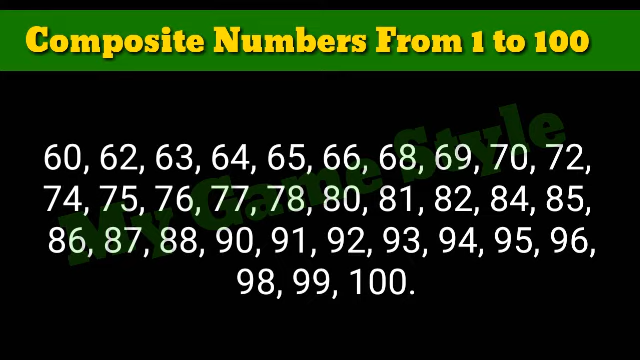 Composite Numbers From 1 to 100
60, 62, 63, 64, 65, 66, 68, 69, 70, 72,
74, 75, 76, 77, 78, 80, 81, 82, 84, 85,
86, 87, 88, 90, 91, 92, 93, 94, 95, 96,
98, 99, 100.
My Game Style